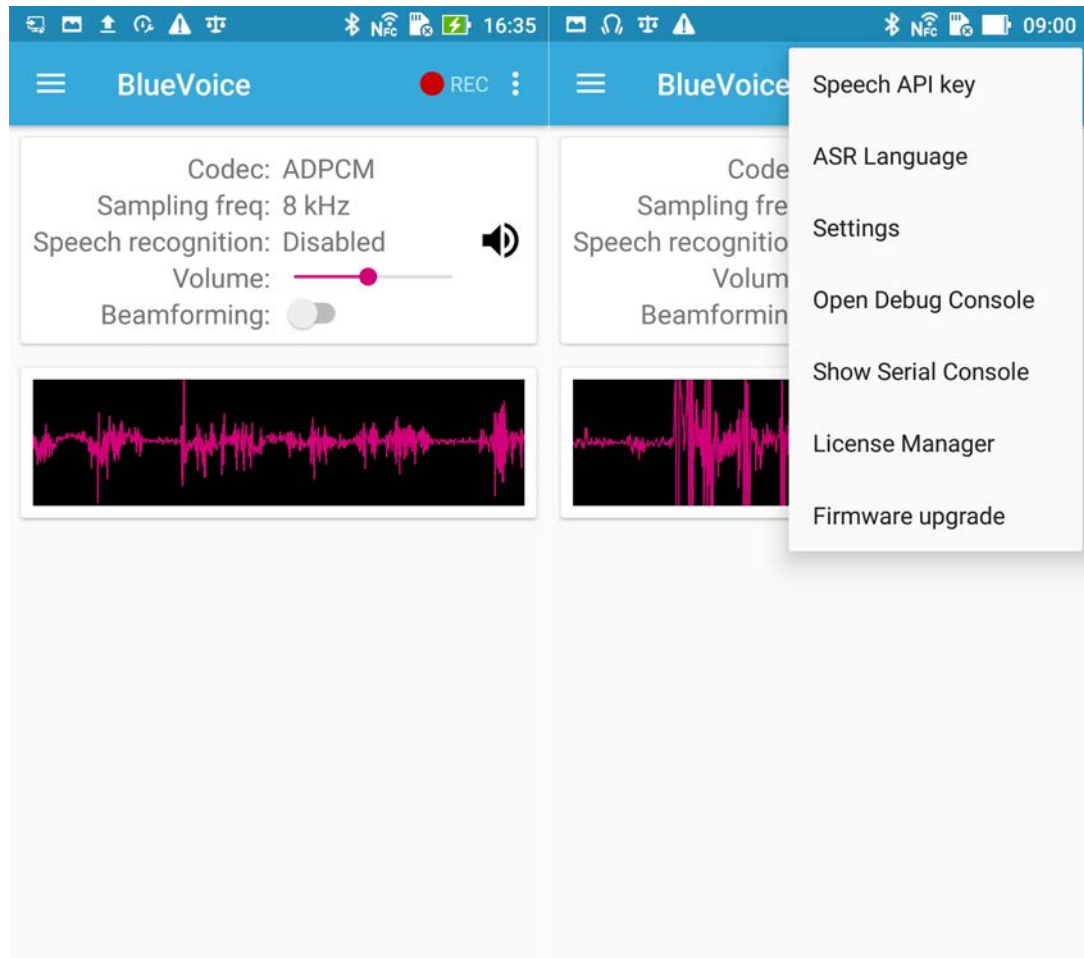 NFC 16:35
BlueVoice REC
Codec: ADPCM
Sampling freq: 8 kHz
Speech recognition: Disabled
Volume:
Beamforming:
NFC 09:00
BlueVoice
Code
Sampling fre
Speech recognitio
Volum
Beamformin
Speech API key
ASR Language
Settings
Open Debug Console
Show Serial Console
License Manager
Firmware upgrade